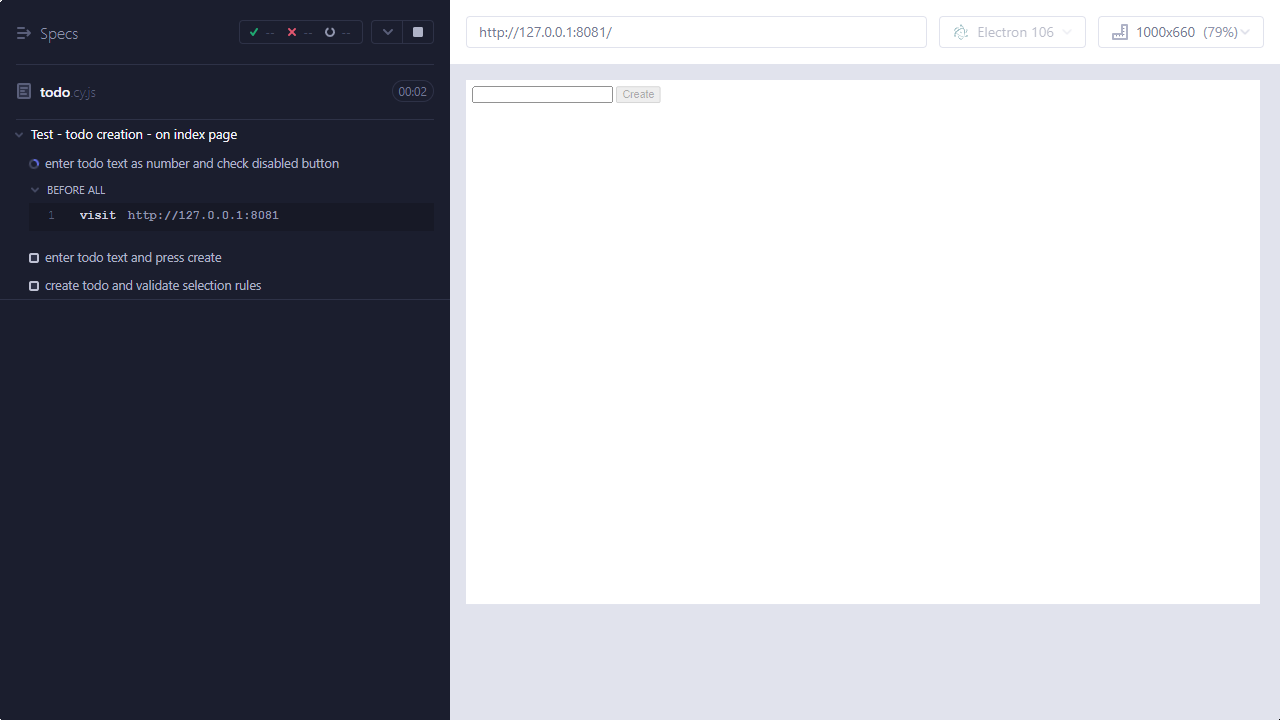 Specs
-- -- --
todo.cy.js
00:02
Test - todo creation - on index page
enter todo text as number and check disabled button
BEFORE ALL
1 visit http://127.0.0.1:8081
enter todo text and press create
create todo and validate selection rules
http://127.0.0.1:8081/
Electron 106
1000x660 (79%)
Create